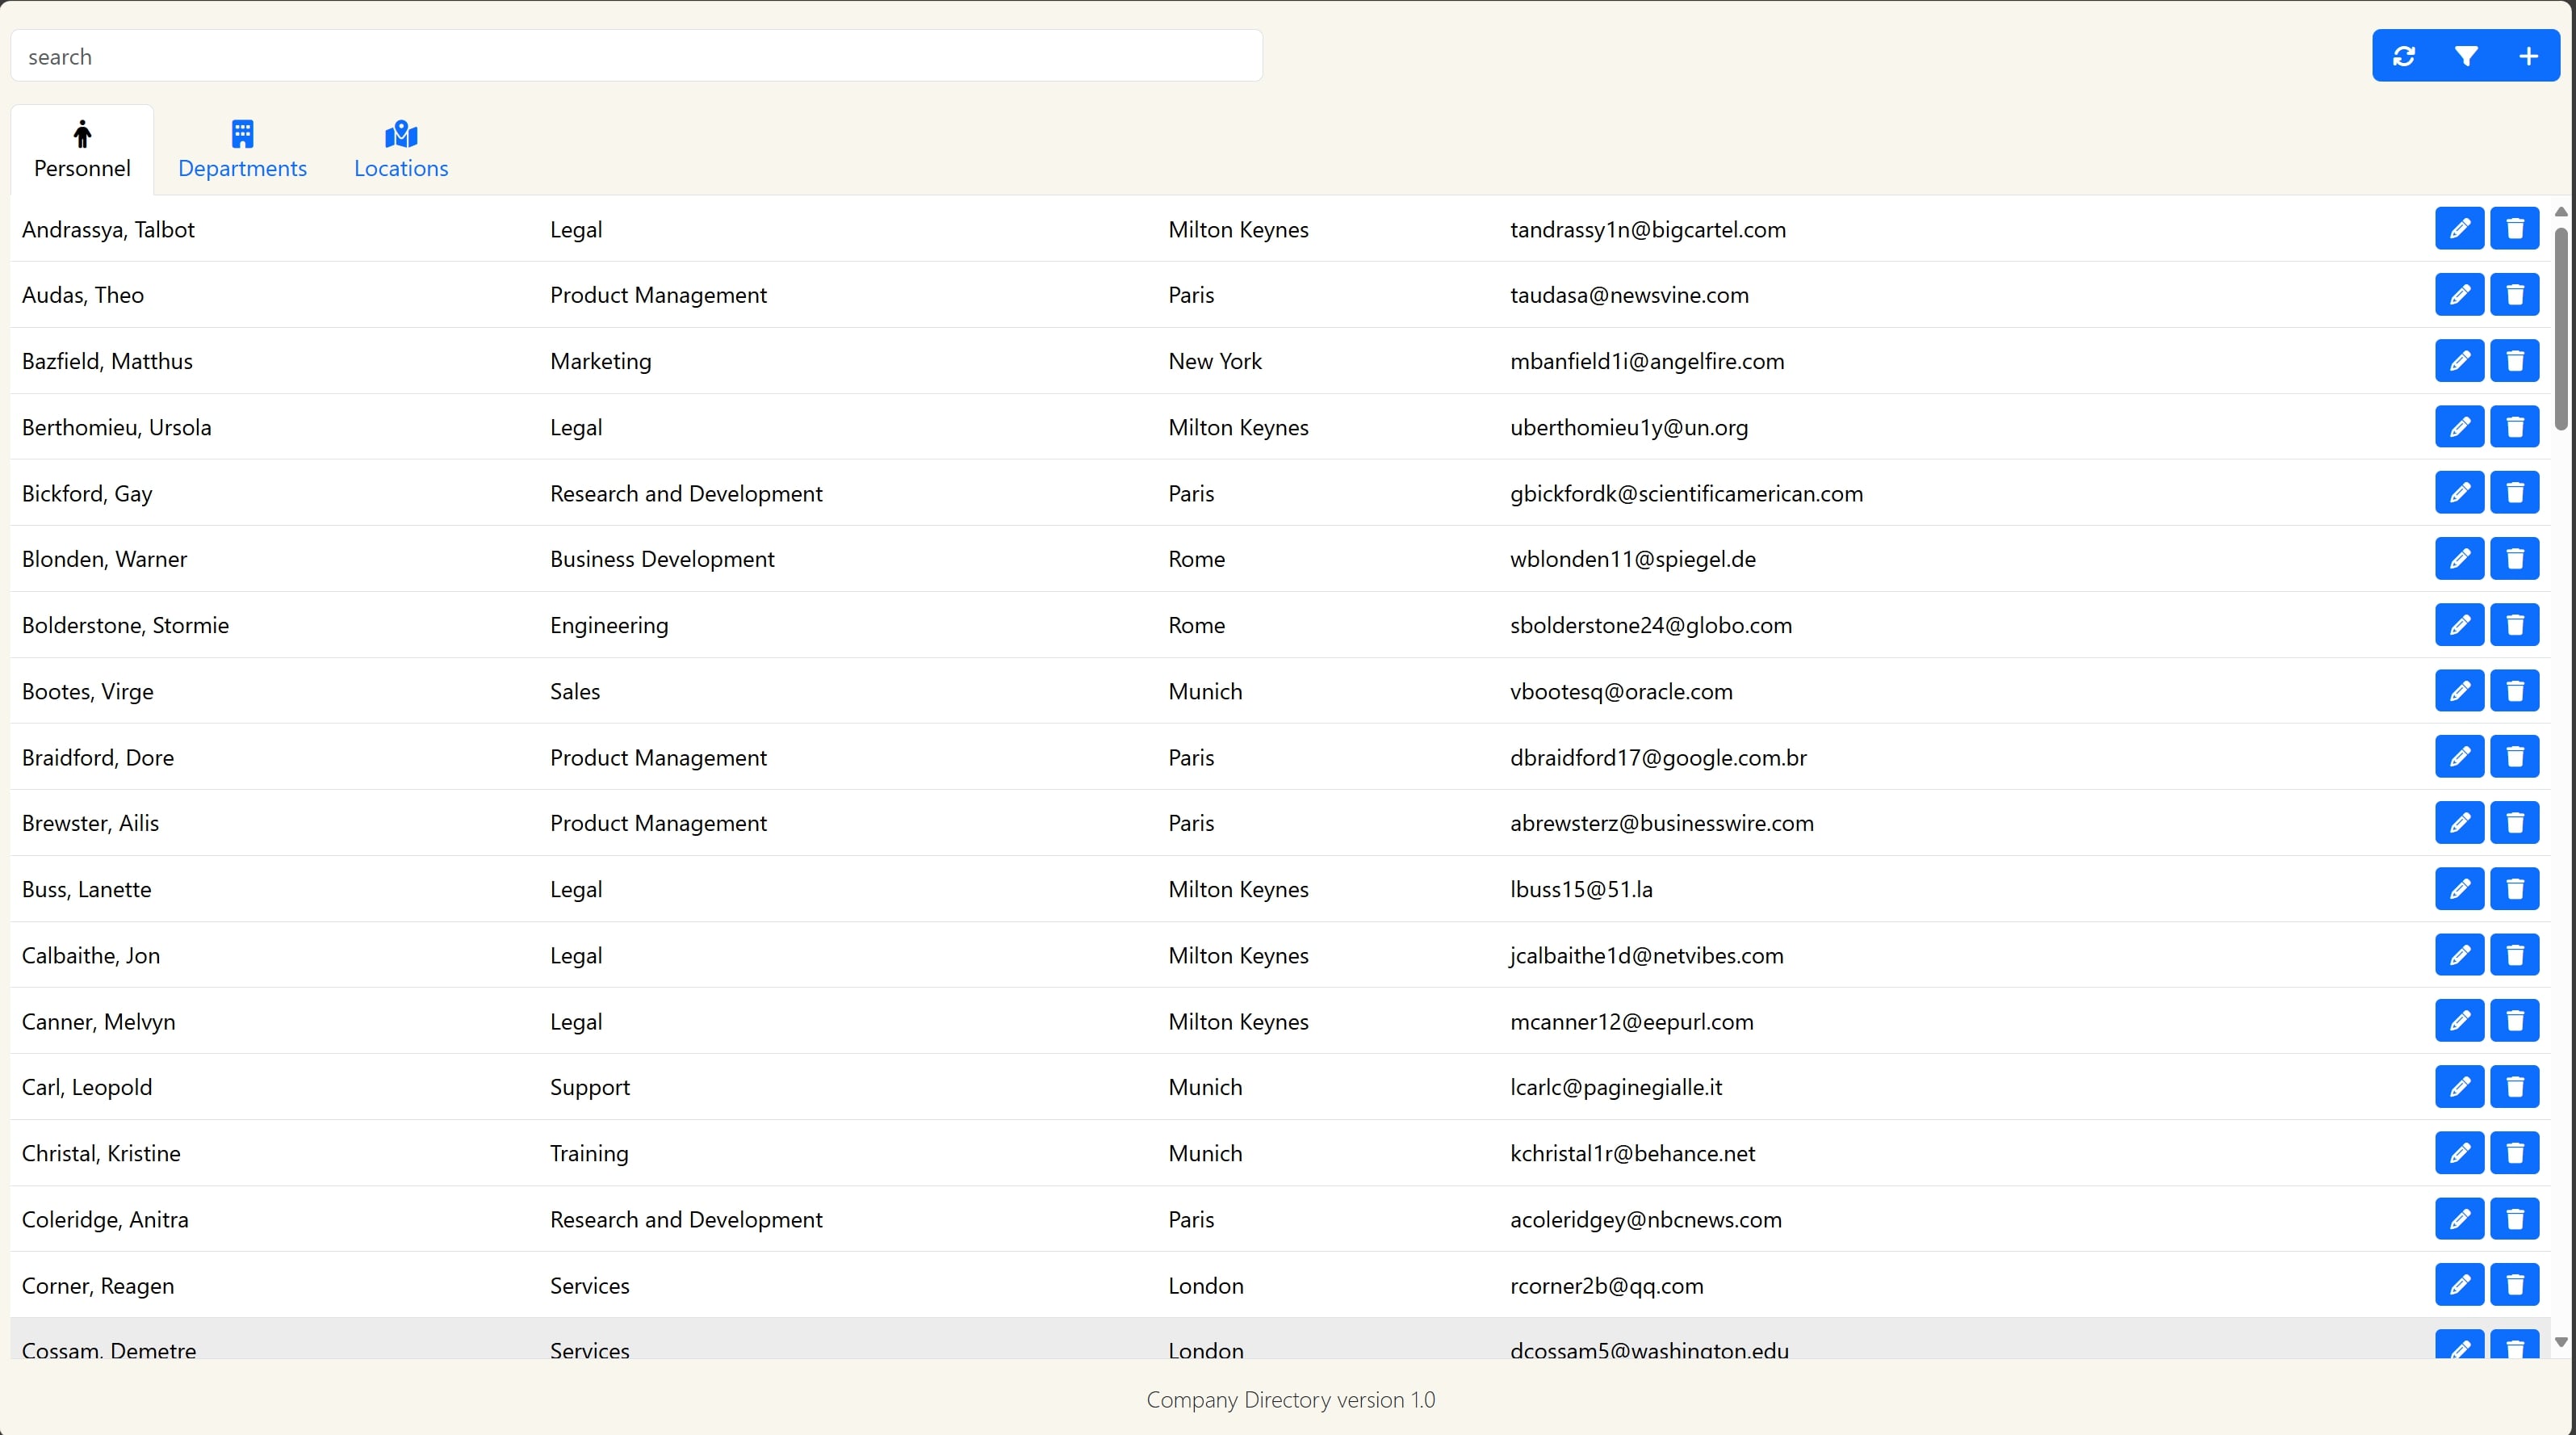 search
Personnel Departments Locations
Andrassya, Talbot Legal Milton Keynes tandrassy1n@bigcartel.com
Audas, Theo Product Management Paris taudasa@newsvine.com
Bazfield, Matthus Marketing New York mbanfield1i@angelfire.com
Berthomieu, Ursola Legal Milton Keynes uberthomieu1y@un.org
Bickford, Gay Research and Development Paris gbickfordk@scientificamerican.com
Blonden, Warner Business Development Rome wblonden11@spiegel.de
Bolderstone, Stormie Engineering Rome sbolderstone24@globo.com
Bootes, Virge Sales Munich vbootesq@oracle.com
Braidford, Dore Product Management Paris dbraidford17@google.com.br
Brewster, Ailis Product Management Paris abrewsterz@businesswire.com
Buss, Lanette Legal Milton Keynes lbuss15@51.la
Calbaithe, Jon Legal Milton Keynes jcalbaithe1d@netvibes.com
Canner, Melvyn Legal Milton Keynes mcanner12@eepurl.com
Carl, Leopold Support Munich lcarlc@paginegialle.it
Christal, Kristine Training Munich kchristal1r@behance.net
Coleridge, Anitra Research and Development Paris acoleridgey@nbcnews.com
Corner, Reagen Services London rcorner2b@qq.com
Cossam, Demetre Services London dcossam5@washington.edu
Company Directory version 1.0